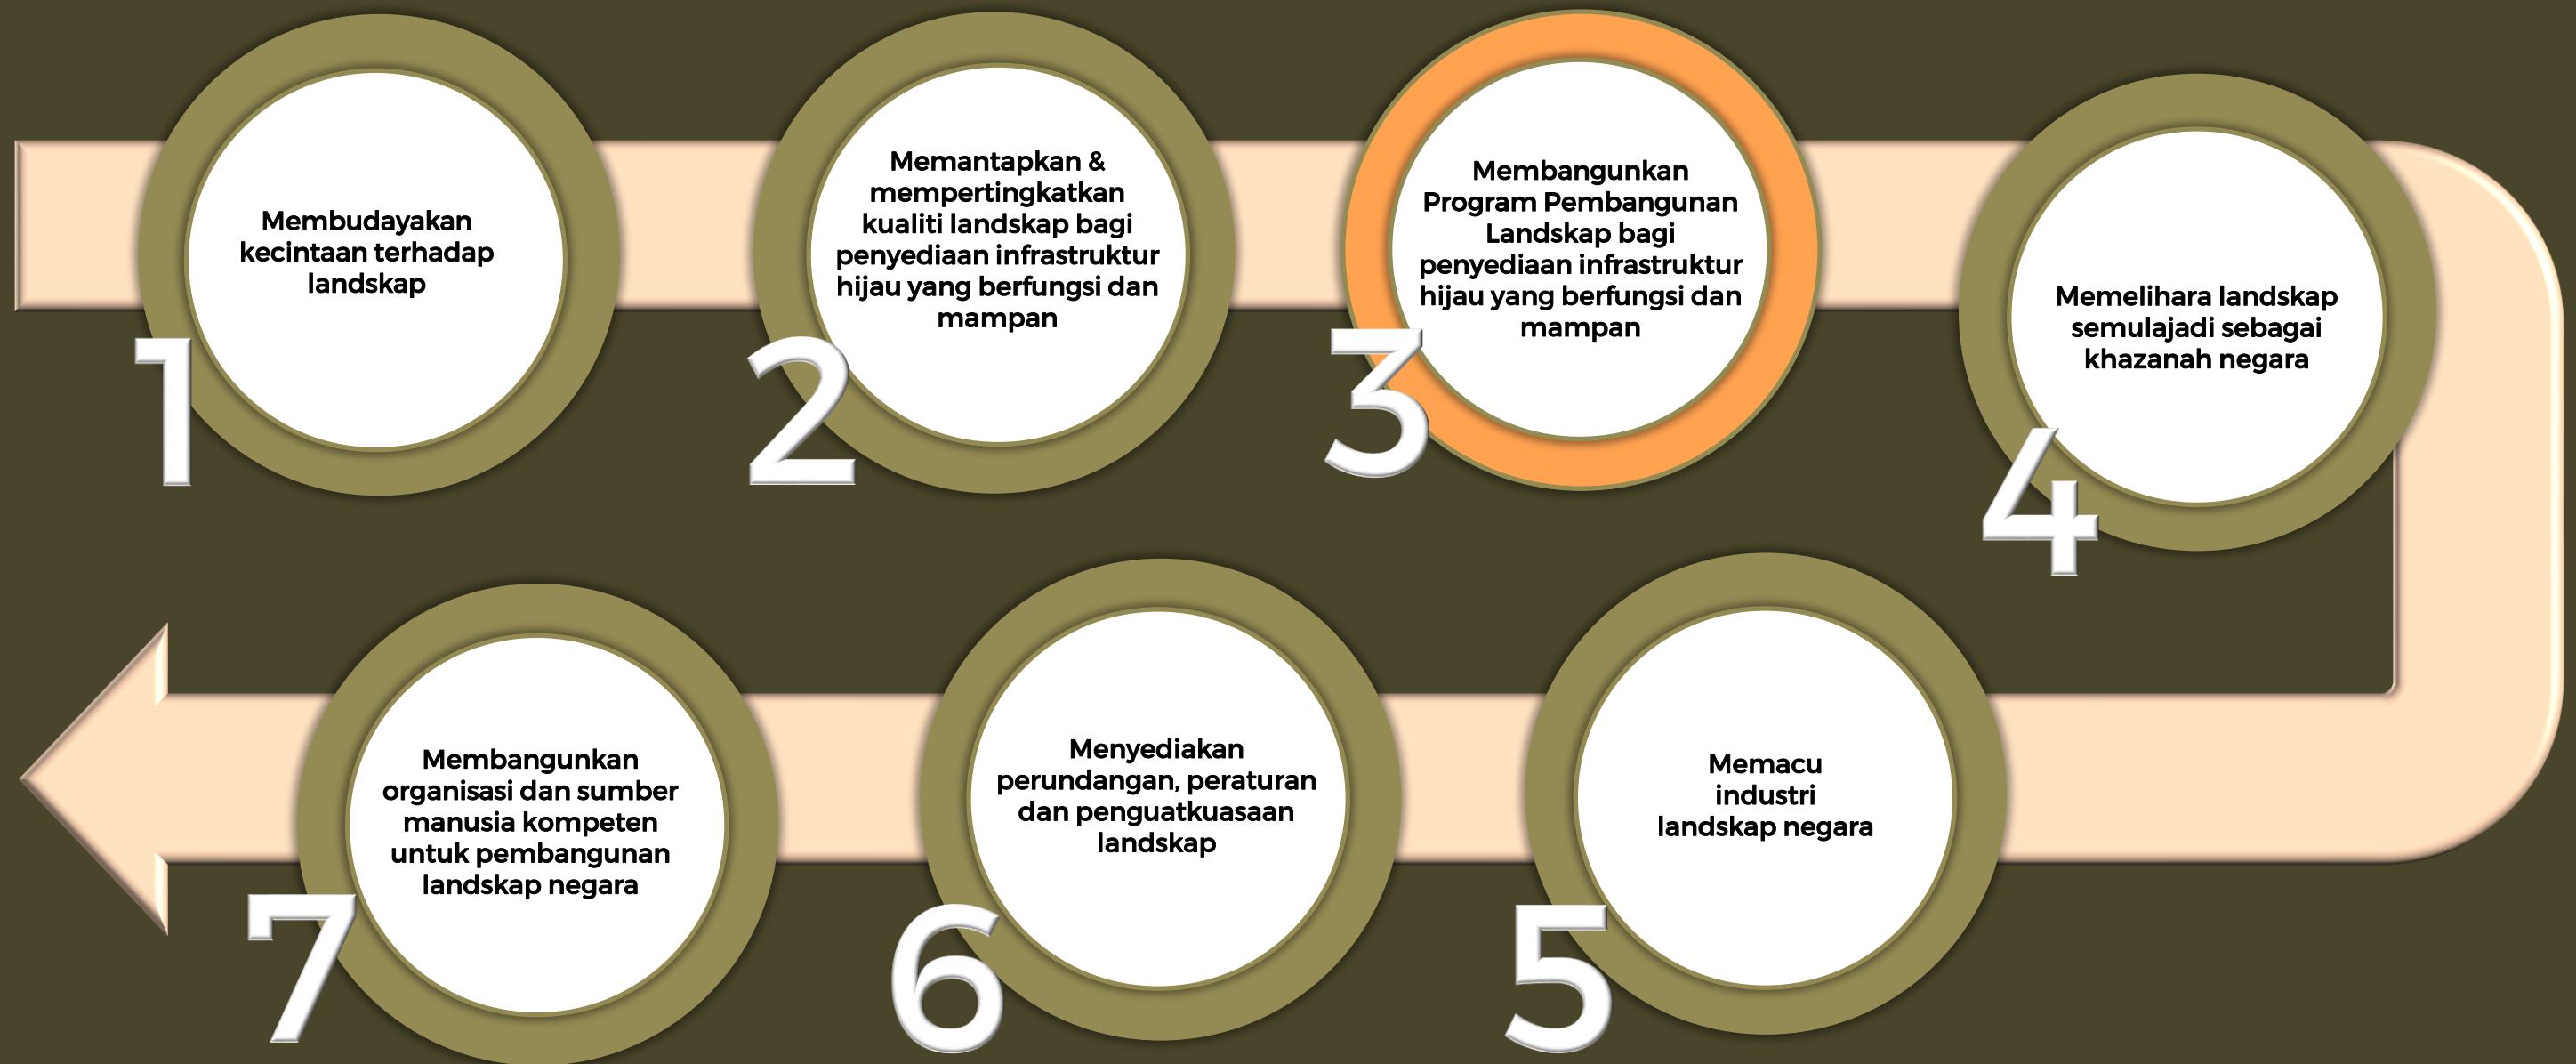 Membudayakan
kecintaan terhadap
landskap
1
Memantapkan &
mempertingkatkan
kualiti landskap bagi
penyediaan infrastruktur
hijau yang berfungsi dan
mampan
2
Membangunkan
Program Pembangunan
Landskap bagi
penyediaan infrastruktur
hijau yang berfungsi dan
mampan
3
Memelihara landskap
semulajadi sebagai
khazanah negara
4
Memacu
industri
landskap negara
5
Menyediakan
perundangan, peraturan
dan penguatkuasaan
landskap
6
Membangunkan
organisasi dan sumber
manusia kompeten
untuk pembangunan
landskap negara
7